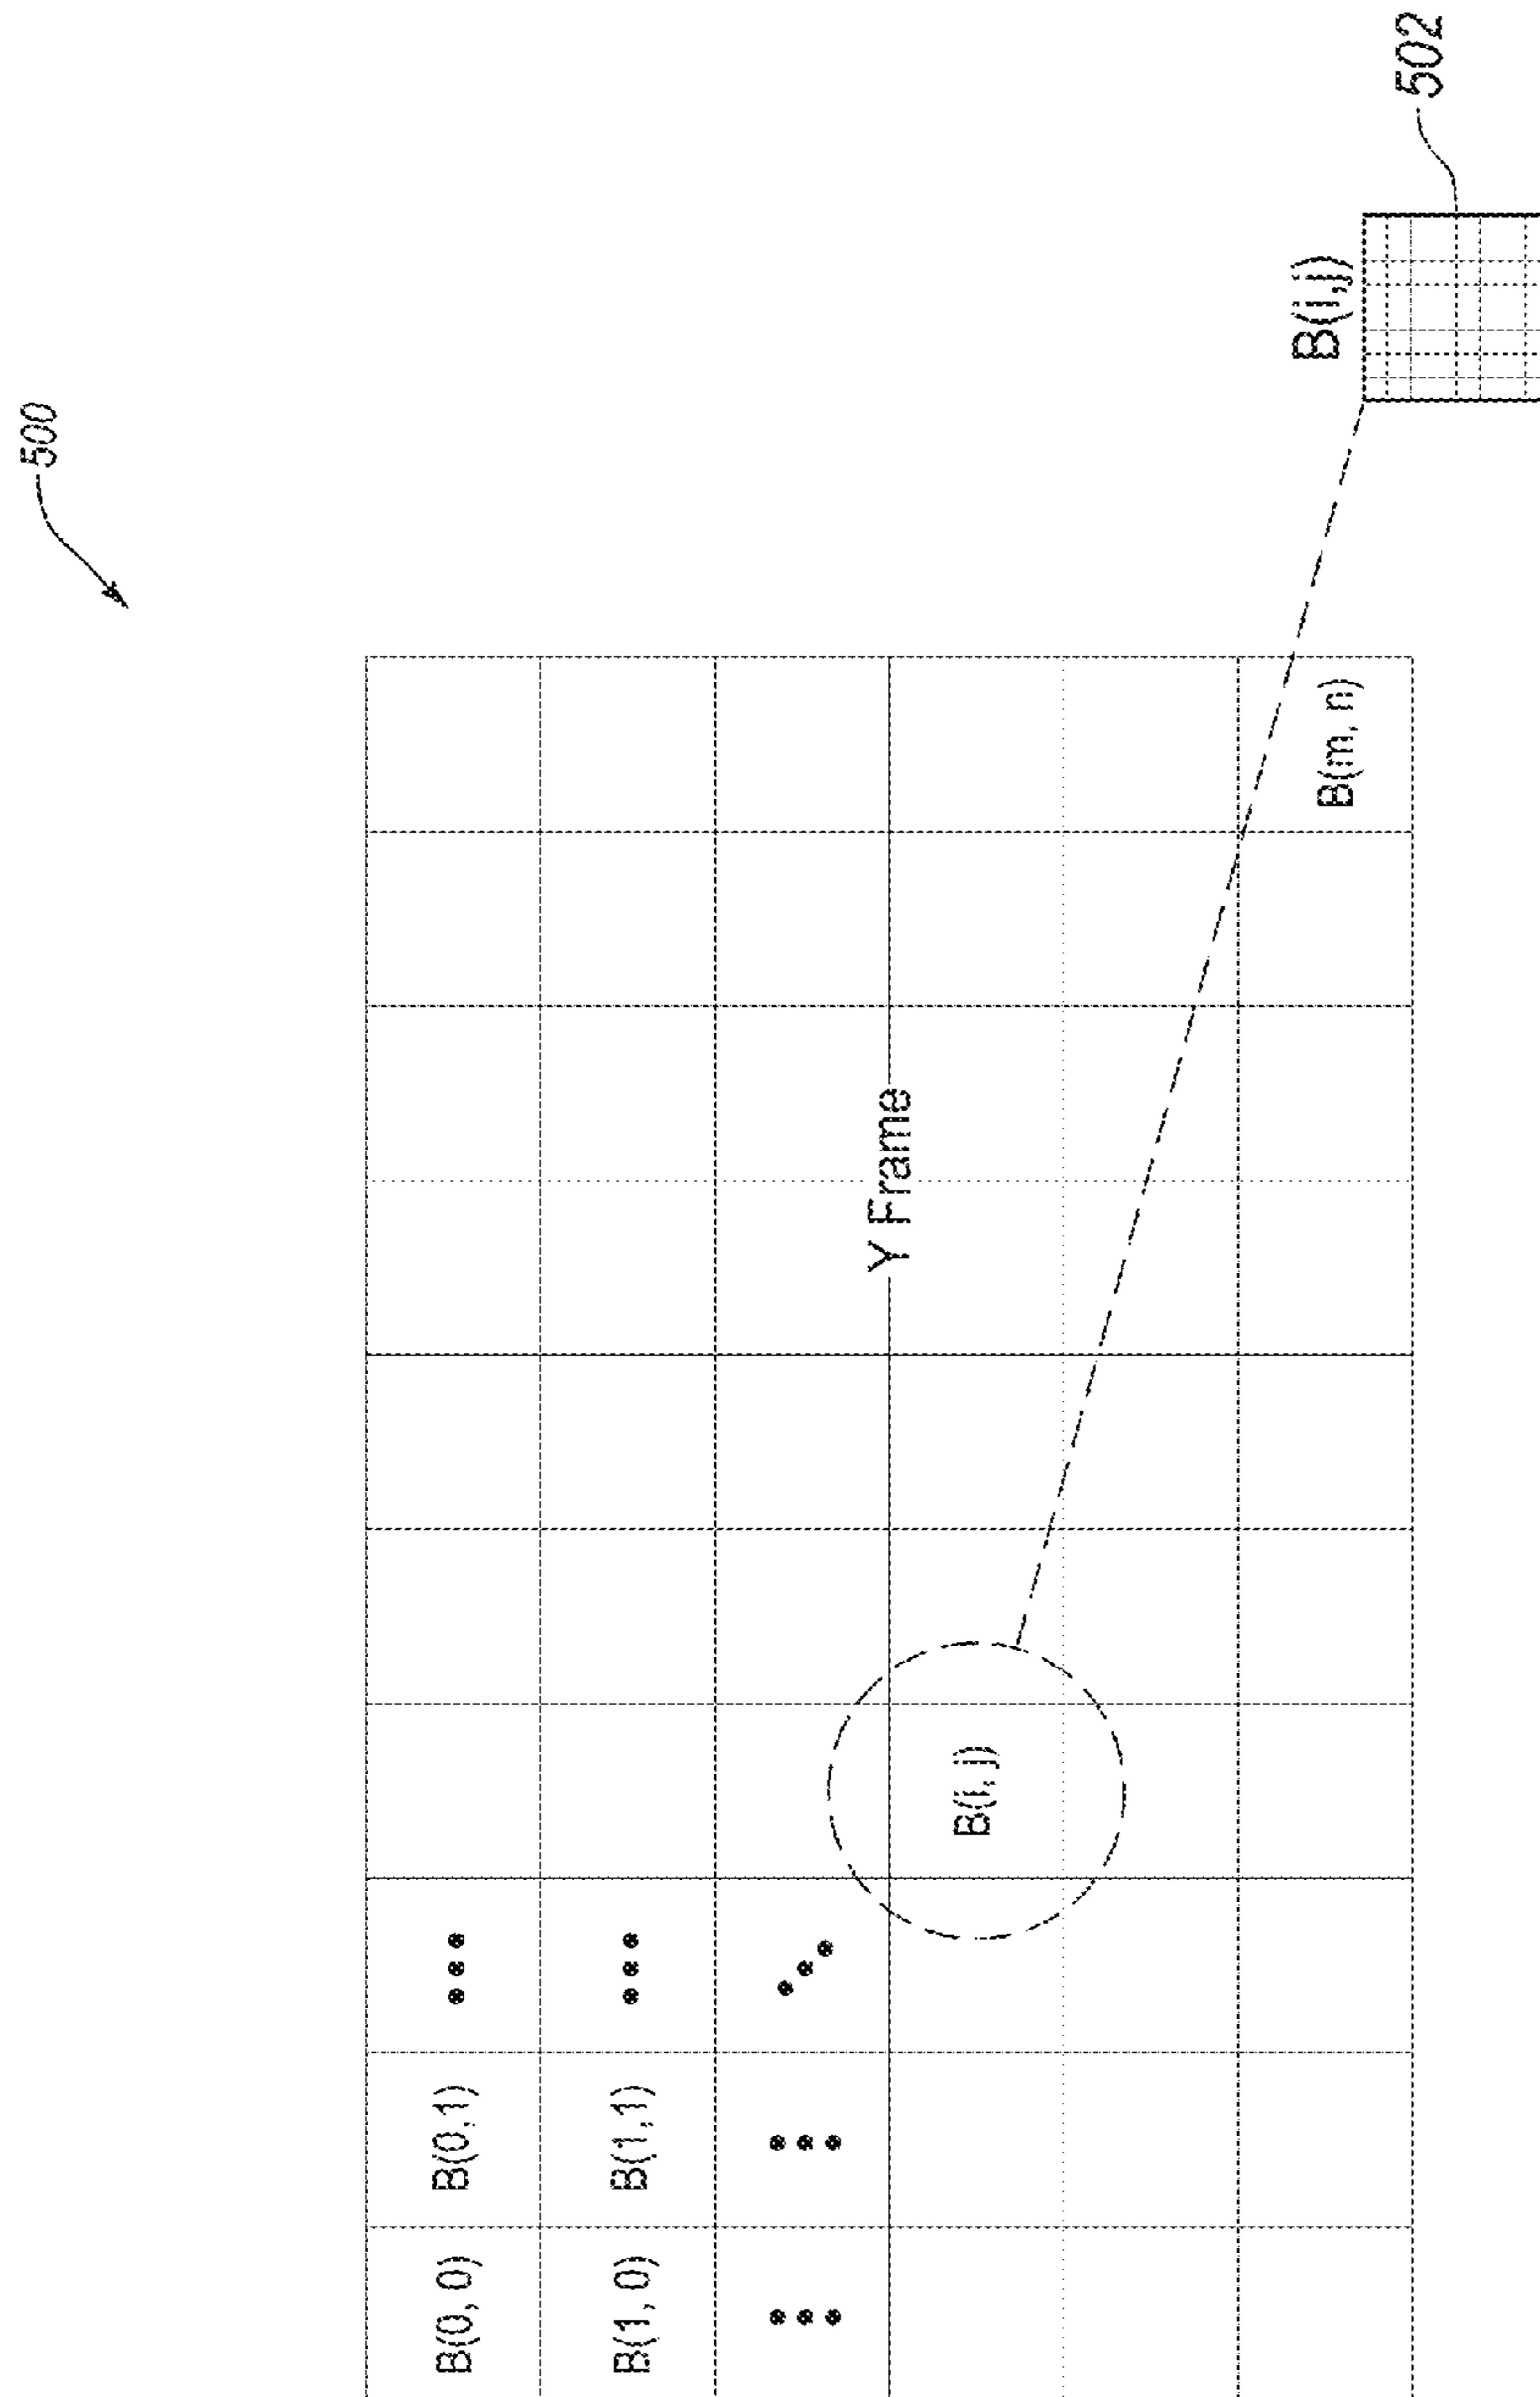 500
B(0, 0) B(0,1) •••
B(1, 0) B(1,1) •••
Y Frame
B(i, j)
B(m, n)
B(i,j)
502